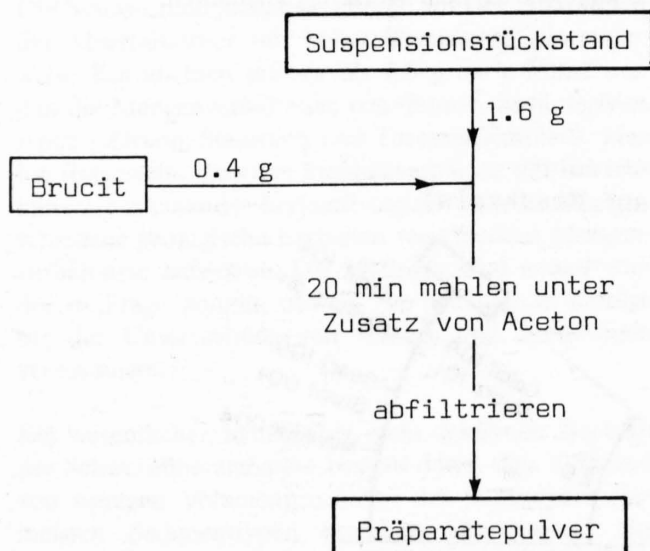 Suspensionsrückstand
1.6 g
0.4 g
Brucit
20 min mahlen unter
Zusatz von Aceton
abfiltrieren
Präparatepulver